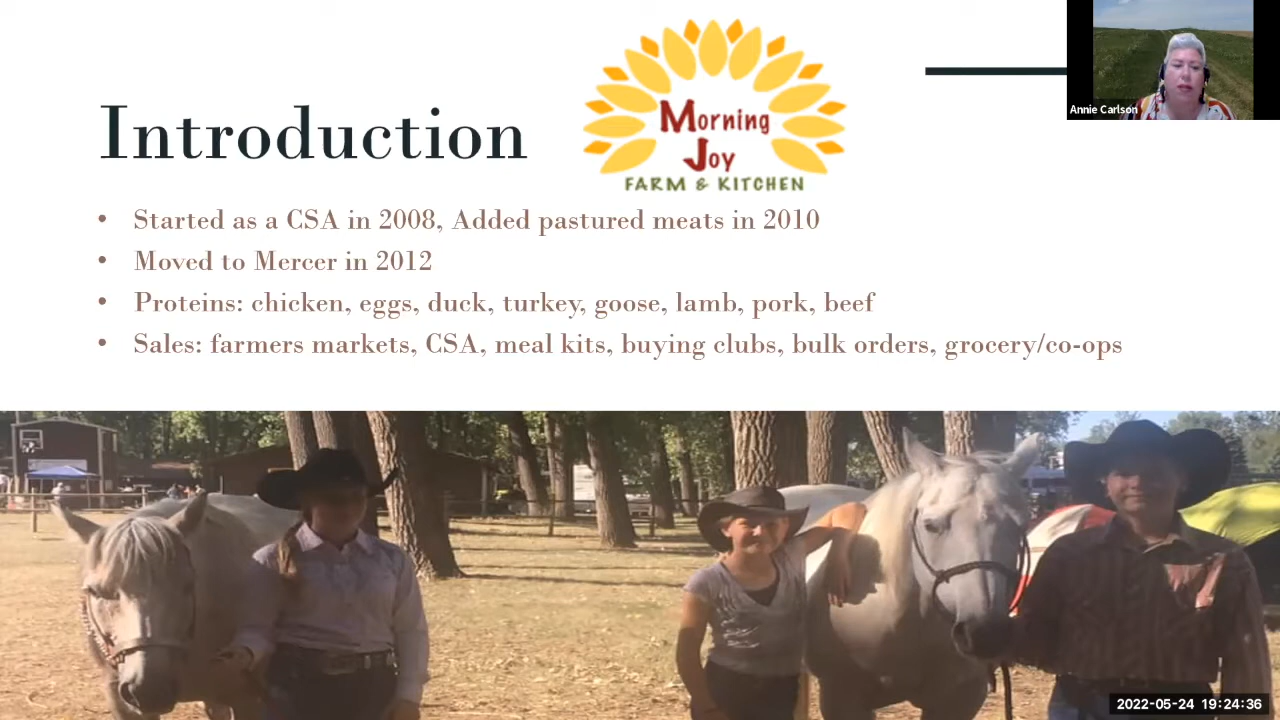 Introduction
Morning
Joy
FARM & KITCHEN
Annie Carlson
• Started as a CSA in 2008, Added pastured meats in 2010
• Moved to Mercer in 2012
• Proteins: chicken, eggs, duck, turkey, goose, lamb, pork, beef
• Sales: farmers markets, CSA, meal kits, buying clubs, bulk orders, grocery/co-ops
2022-05-24 19:24:36